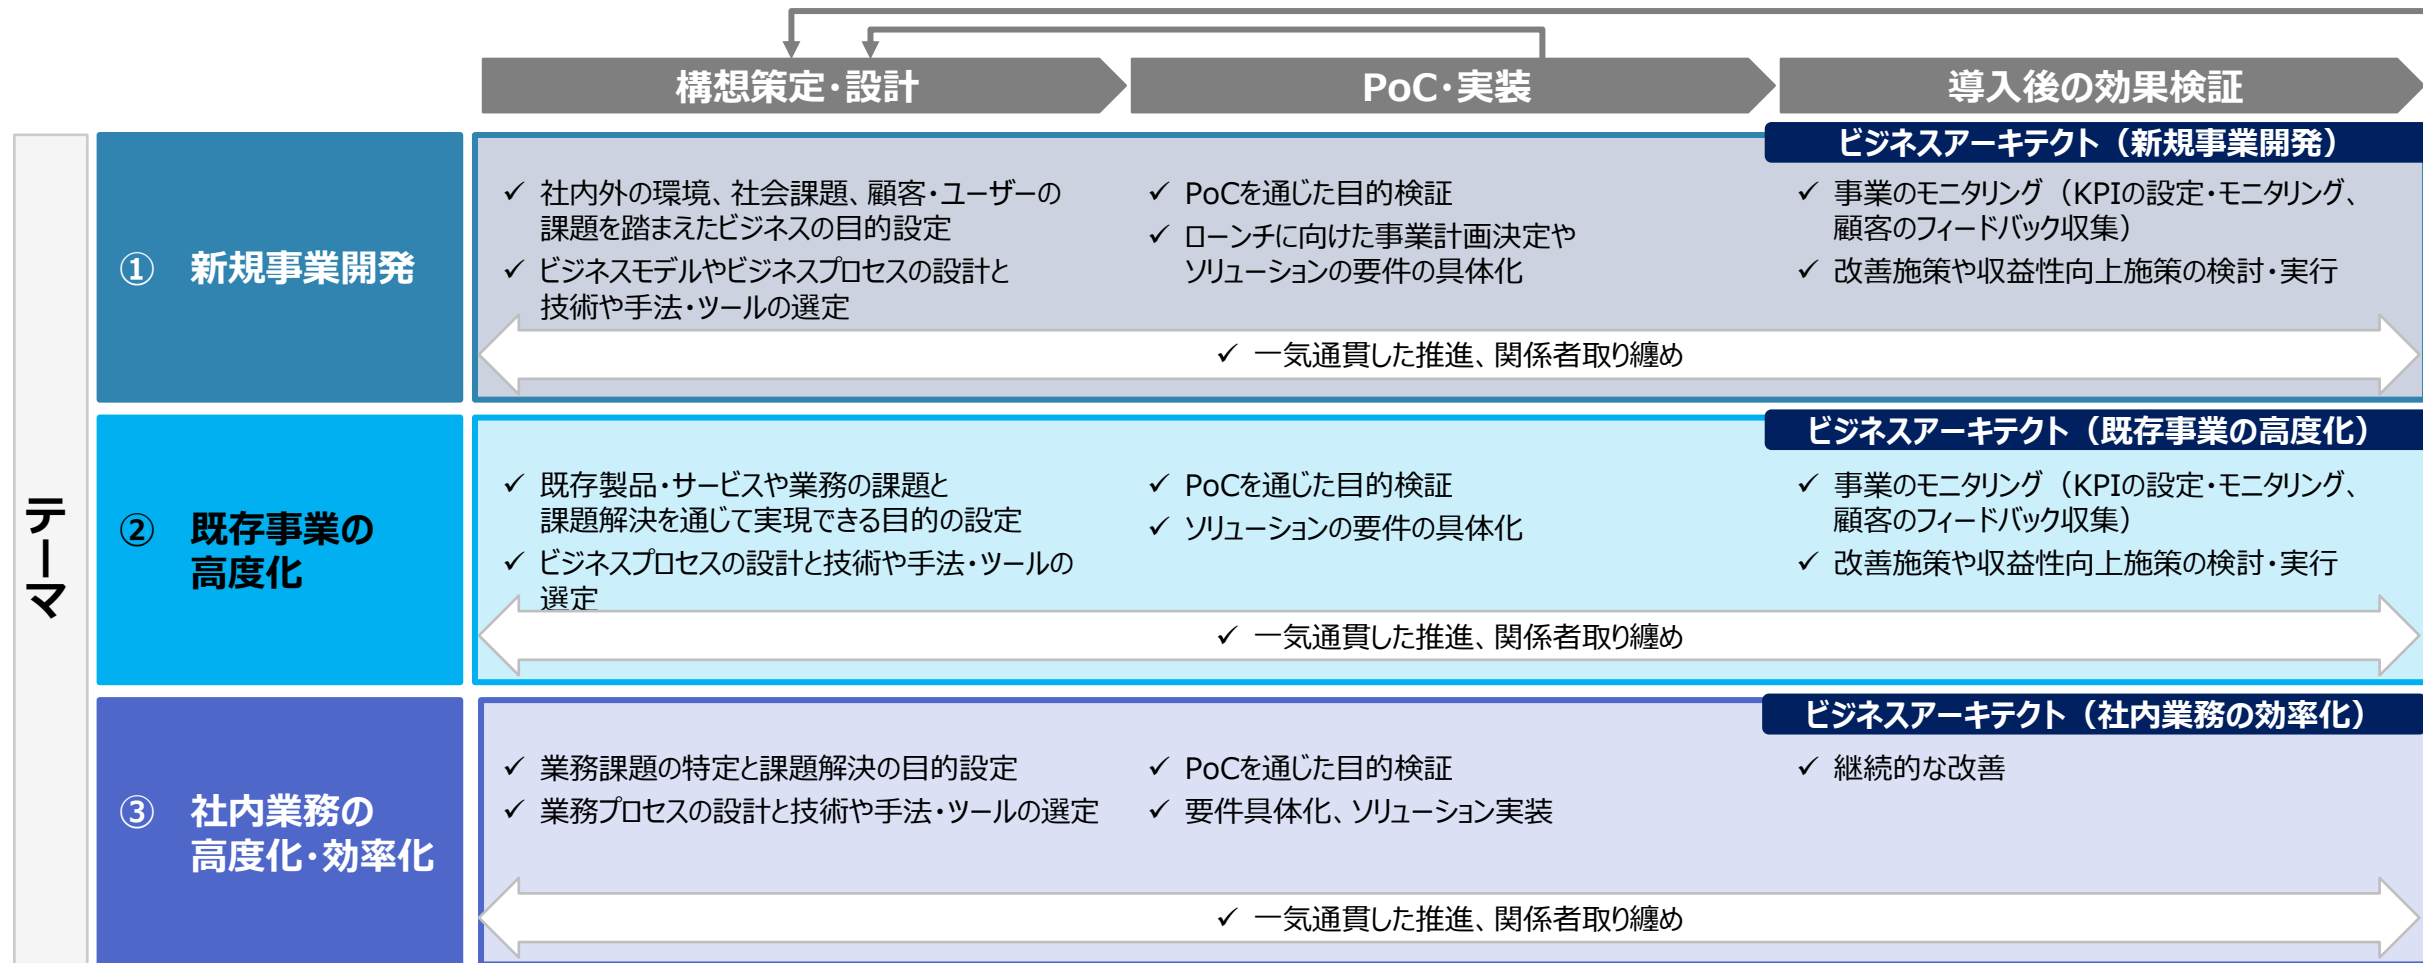 構想策定・設計
PoC・実装
導入後の効果検証
テーマ
① 新規事業開発
ビジネスアーキテクト（新規事業開発）
✓ 社内外の環境、社会課題、顧客・ユーザーの
課題を踏まえたビジネスの目的設定
✓ ビジネスモデルやビジネスプロセスの設計と
技術や手法・ツールの選定
✓ PoCを通じた目的検証
✓ ローンチに向けた事業計画決定や
ソリューションの要件の具体化
✓ 事業のモニタリング（KPIの設定・モニタリング、
顧客のフィードバック収集）
✓ 改善施策や収益性向上施策の検討・実行
✓ 一気通貫した推進、関係者取り纏め
② 既存事業の
高度化
ビジネスアーキテクト（既存事業の高度化）
✓ 既存製品・サービスや業務の課題と
課題解決を通じて実現できる目的の設定
✓ ビジネスプロセスの設計と技術や手法・ツールの
選定
✓ PoCを通じた目的検証
✓ ソリューションの要件の具体化
✓ 事業のモニタリング（KPIの設定・モニタリング、
顧客のフィードバック収集）
✓ 改善施策や収益性向上施策の検討・実行
✓ 一気通貫した推進、関係者取り纏め
③ 社内業務の
高度化・効率化
ビジネスアーキテクト（社内業務の効率化）
✓ 業務課題の特定と課題解決の目的設定
✓ 業務プロセスの設計と技術や手法・ツールの選定
✓ PoCを通じた目的検証
✓ 要件具体化、ソリューション実装
✓ 継続的な改善
✓ 一気通貫した推進、関係者取り纏め